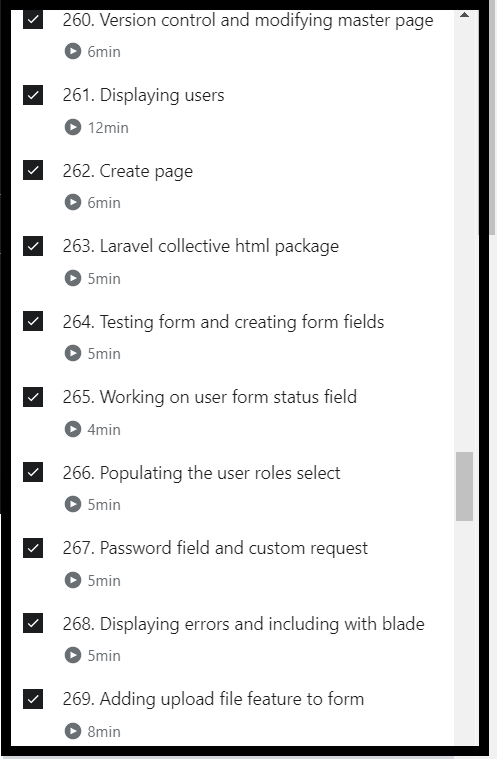 260. Version control and modifying master page
6min
261. Displaying users
12min
262. Create page
6min
263. Laravel collective html package
5min
264. Testing form and creating form fields
5min
265. Working on user form status field
4min
266. Populating the user roles select
5min
267. Password field and custom request
5min
268. Displaying errors and including with blade
5min
269. Adding upload file feature to form
8min